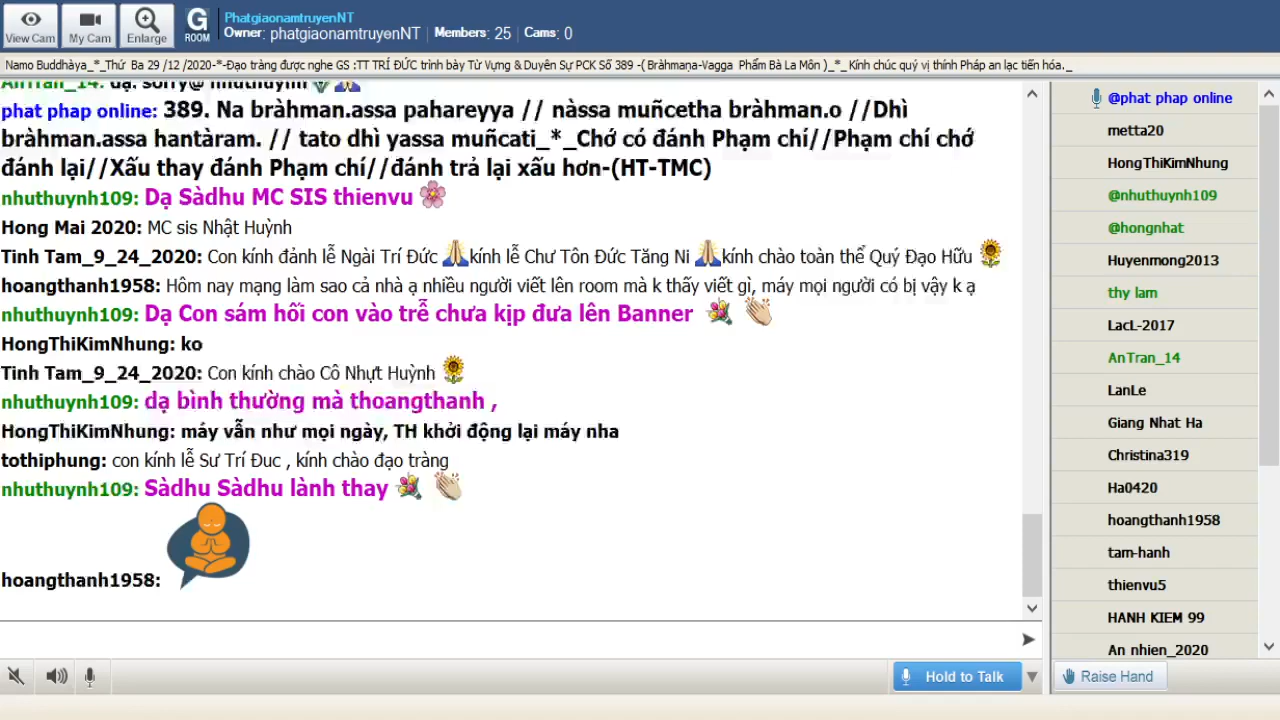 View Cam
My Cam
Enlarge
G
ROOM
PhatgiaonamtruyenNT
Owner: phatgiaonamtruyenNT | Members: 25 | Cams: 0
Namo Buddhàya_*_Thứ Ba 29 /12 /2020-*-Đạo tràng được nghe GS :TT TRÍ ĐỨC trình bày Từ Vựng & Duyên Sự PCK Số 389 -( Bràhmaṇa-Vagga Phẩm Bà La Môn )_*_ Kính chúc quý vị thính Pháp an lạc tiến hóa._
AnTran_14: dạ. sorry@ nhuthuynh
phat phap online: 389. Na bràhman.assa pahareyya // nàssa muñcetha bràhman.o //Dhì
bràhman.assa hantàram. // tato dhì yassa muñcati_*_Chớ có đánh Phạm chí//Phạm chí chớ
đánh lại//Xấu thay đánh Phạm chí//đánh trả lại xấu hơn-(HT-TMC)
nhuthuynh109: Dạ Sàdhu MC SIS thienvu
Hong Mai 2020: MC sis Nhật Huỳnh
Tinh Tam_9_24_2020: Con kính đảnh lễ Ngài Trí Đức kính lễ Chư Tôn Đức Tăng Ni kính chào toàn thể Quý Đạo Hữu
hoangthanh1958: Hôm nay mạng làm sao cả nhà ạ nhiều người viết lên room mà k thấy viết gì, máy mọi người có bị vậy k ạ
nhuthuynh109: Dạ Con sám hối con vào trễ chưa kịp đưa lên Banner
HongThiKimNhung: ko
Tinh Tam_9_24_2020: Con kính chào Cô Nhựt Huỳnh
nhuthuynh109: dạ bình thường mà thoangthanh ,
HongThiKimNhung: máy vẫn như mọi ngày, TH khởi động lại máy nha
tothiphung: con kính lễ Sư Trí Đuc , kính chào đạo tràng
nhuthuynh109: Sàdhu Sàdhu lành thay
hoangthanh1958:
Hold to Talk
@phat phap online
metta20
HongThiKimNhung
@nhuthuynh109
@hongnhat
Huyenmong2013
thy lam
LacL-2017
AnTran_14
LanLe
Giang Nhat Ha
Christina319
Ha0420
hoangthanh1958
tam-hanh
thienvu5
HANH KIEM 99
An nhien_2020
Raise Hand